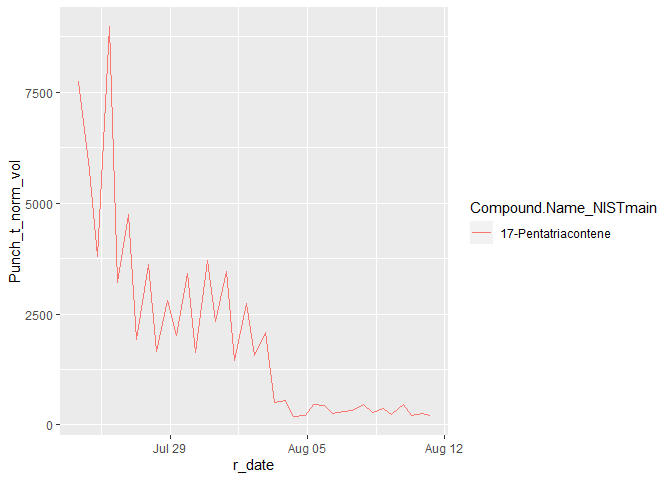 7500
5000
2500
0
Punch_t_norm_vol
Jul 29
Aug 05
Aug 12
r_date
Compound.Name_NISTmain
17-Pentatriacontene